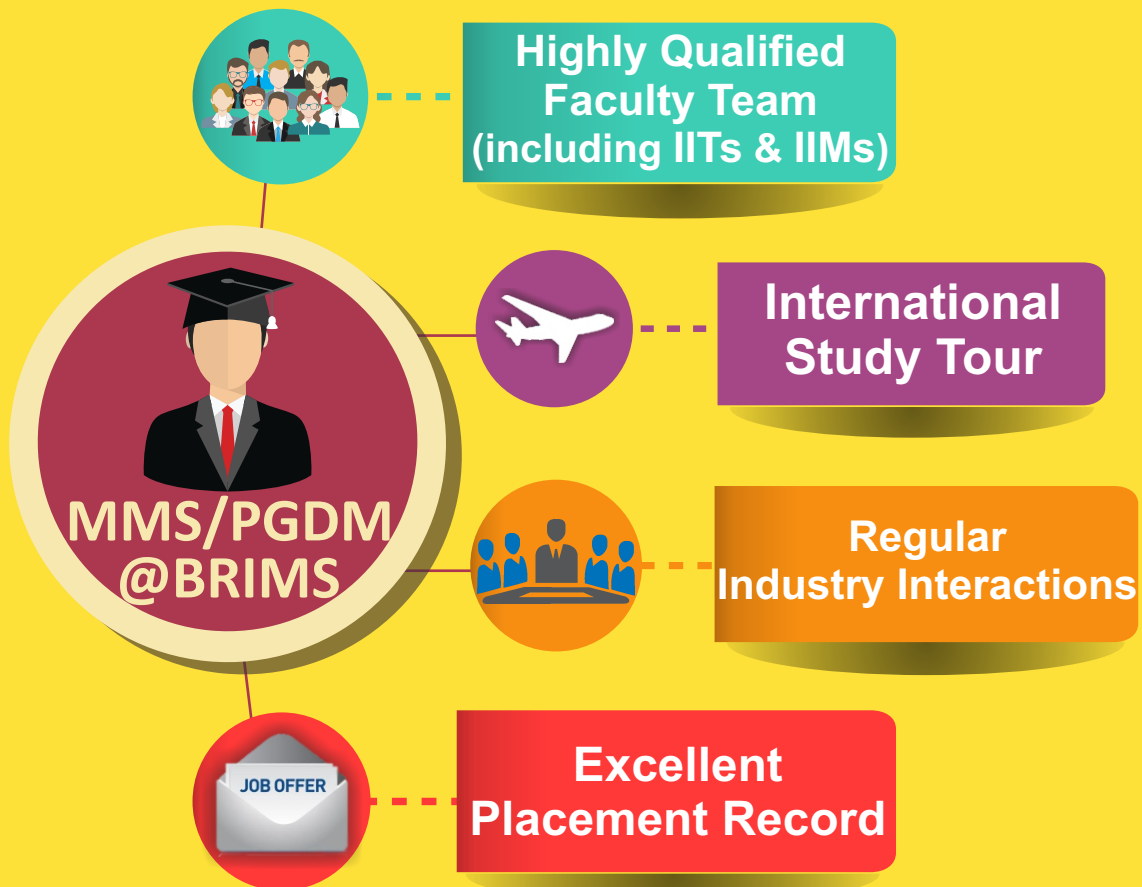 Highly Qualified
Faculty Team
(including IITs & IIMs)
International
Study Tour
MMS/PGDM
@BRIMS
Regular
Industry Interactions
JOB OFFER
Excellent
Placement Record